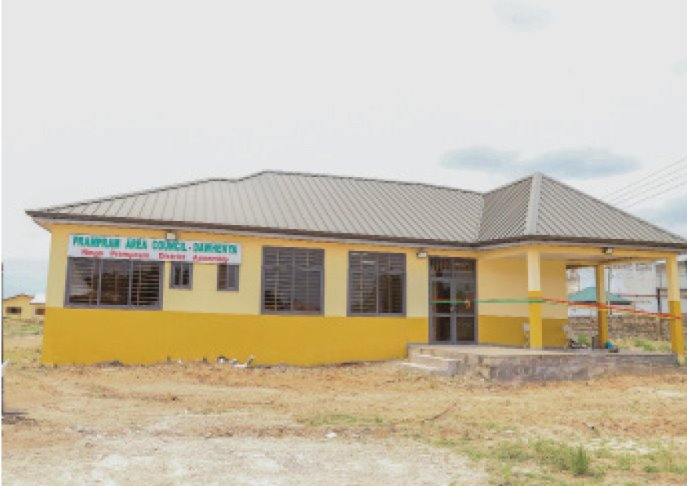 PRAMPRAM AREA COUNCIL - DAWHENYA
Ningo Prampram District Assembly